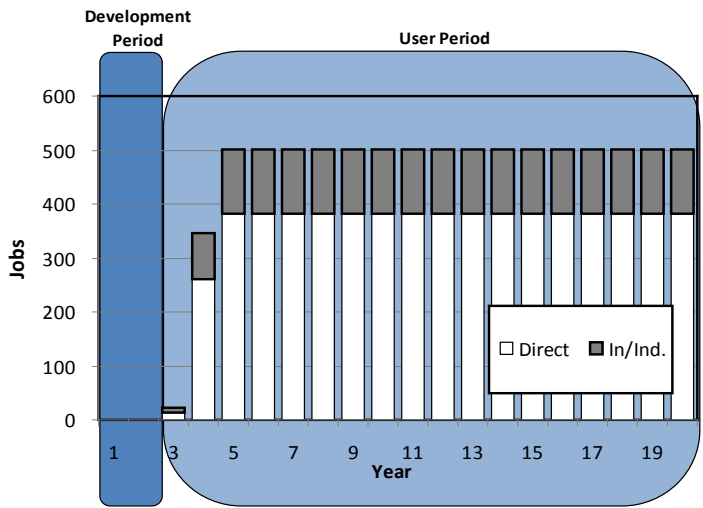 Development
Period
User Period
600
500
400
300
200
100
0
Jobs
Direct
In/Ind.
1
3
5
7
9
11
13
15
17
19
Year